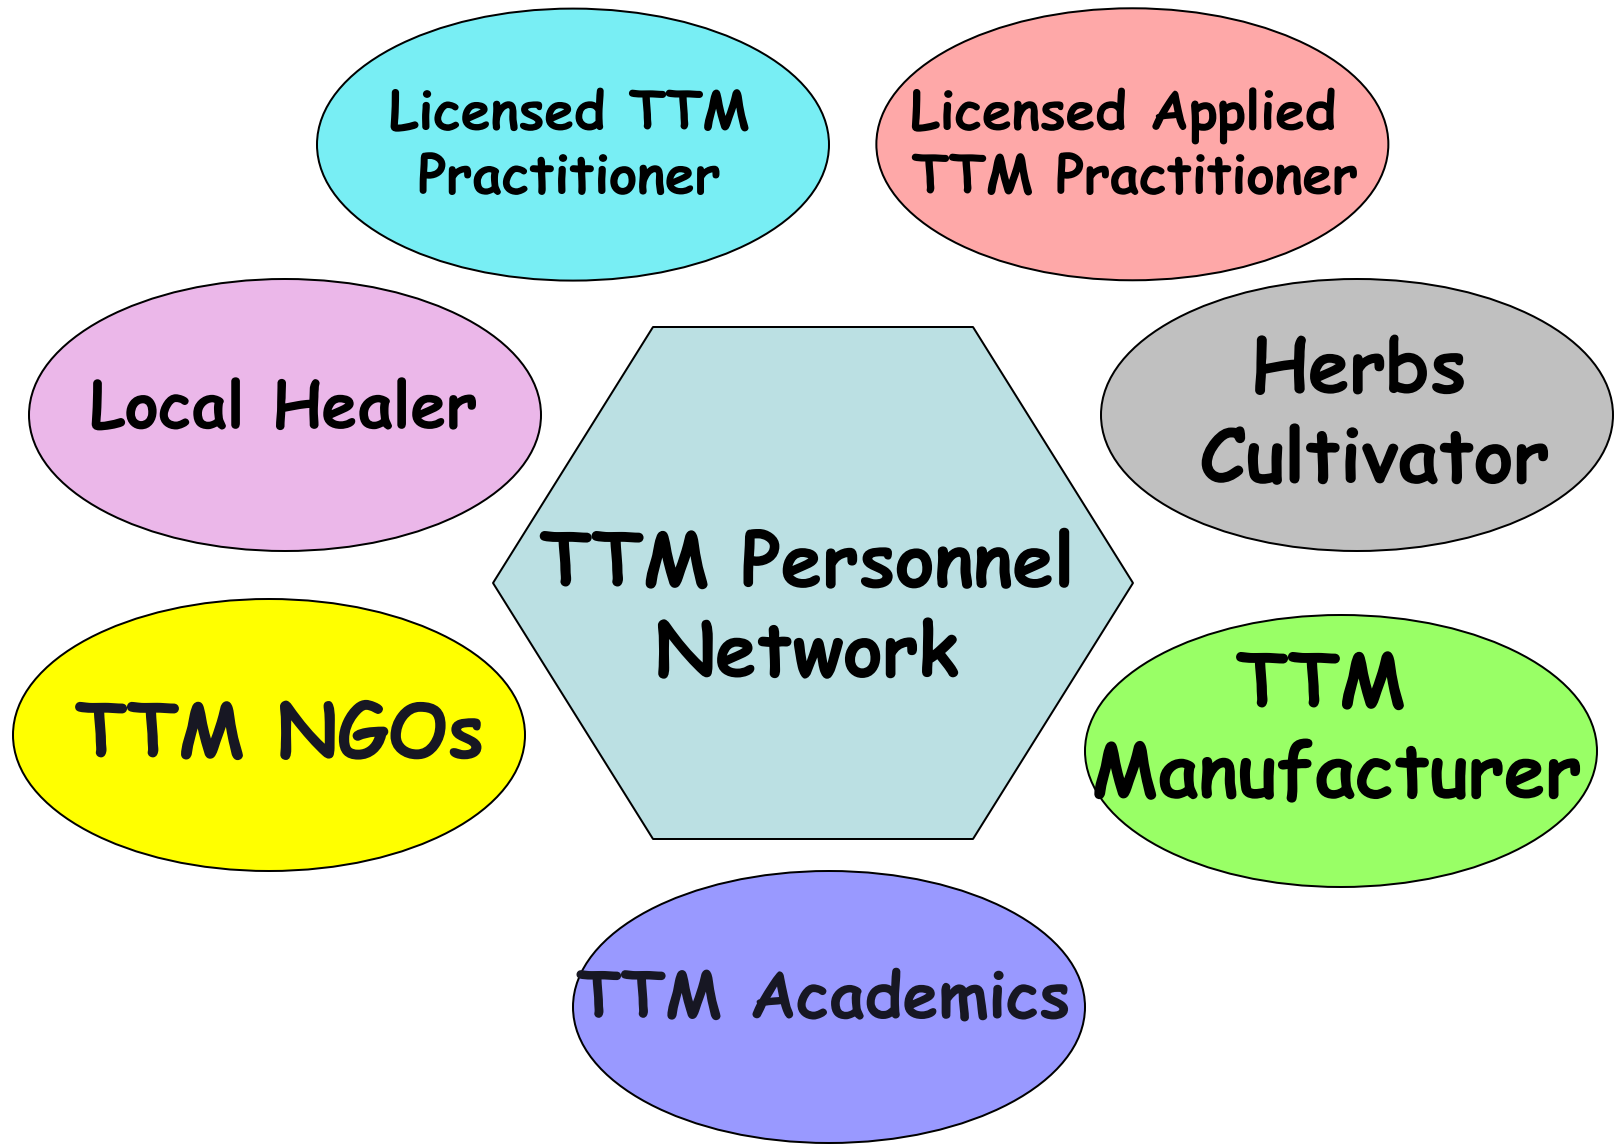 Licensed TTM
Practitioner
Licensed Applied
TTM Practitioner
Local Healer
Herbs
Cultivator
TTM Personnel
Network
TTM NGOs
TTM
Manufacturer
TTM Academics